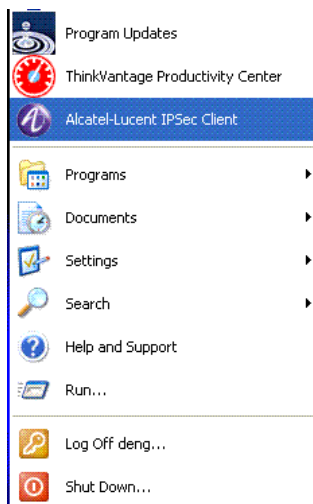 Program Updates
ThinkVantage Productivity Center
Alcatel-Lucent IPSec Client
Programs
Documents
Settings
Search
Help and Support
Run...
Log Off deng...
Shut Down...